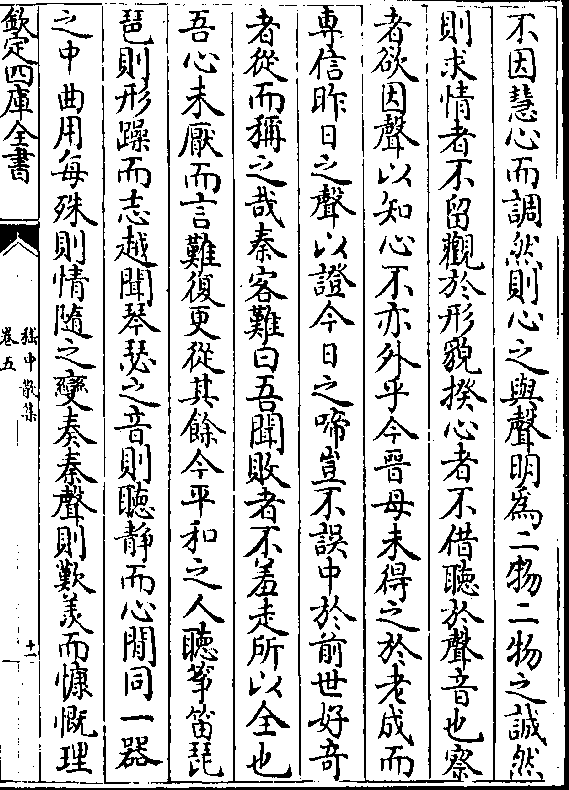 不因慧心而調然則心之與聲明為二物二物之誠然
則求情者不留觀於形貌揆心者不借聽於聲音也察
者欲因聲以知心不亦外乎今晉母未得之於老成而
專信昨日之聲以證今日之啼豈不誤中於前世好奇
者從而稱之哉秦客難曰吾聞敗者不羞走所以全也
吾心未厭而言難復更從其餘今平和之人聽箏笛琵
琶則形躁而志越聞琴瑟之音則聽静而心閒同一器
之中曲用每殊則情隨之變奏秦聲則歎羨而慷慨理
欽定四庫全書
嵇中散集
卷五
十一